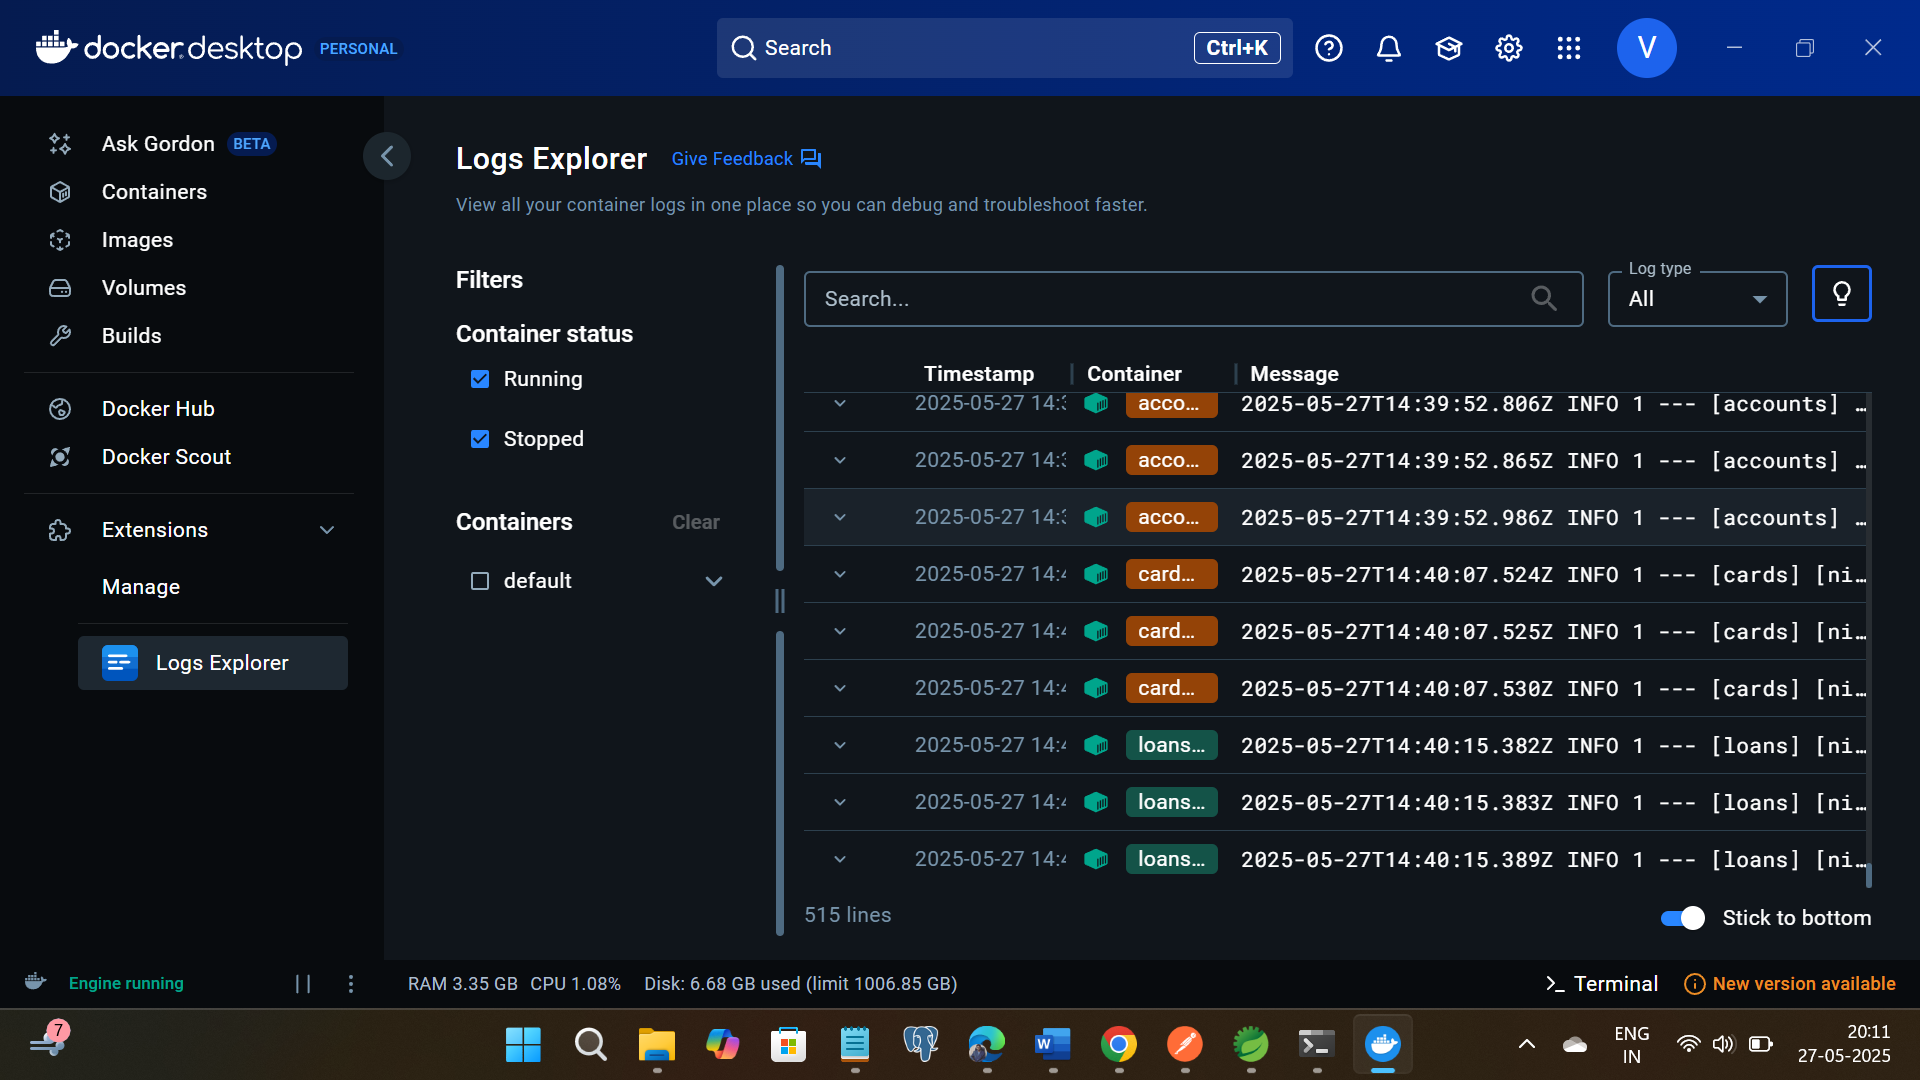 docker desktop PERSONAL
Search
Ctrl+K
V
Ask Gordon BETA
Containers
Images
Volumes
Builds
Docker Hub
Docker Scout
Extensions
Manage
Logs Explorer
Logs Explorer Give Feedback
View all your container logs in one place so you can debug and troubleshoot faster.
Filters
Container status
Running
Stopped
Containers Clear
default
Search...
Log type
All
Timestamp Container Message
2025-05-27 14:3 acco... 2025-05-27T14:39:52.806Z INFO 1 --- [accounts] …
2025-05-27 14:3 acco... 2025-05-27T14:39:52.865Z INFO 1 --- [accounts] …
2025-05-27 14:3 acco... 2025-05-27T14:39:52.986Z INFO 1 --- [accounts] …
2025-05-27 14:4 card... 2025-05-27T14:40:07.524Z INFO 1 --- [cards] [ni…
2025-05-27 14:4 card... 2025-05-27T14:40:07.525Z INFO 1 --- [cards] [ni…
2025-05-27 14:4 card... 2025-05-27T14:40:07.530Z INFO 1 --- [cards] [ni…
2025-05-27 14:4 loans... 2025-05-27T14:40:15.382Z INFO 1 --- [loans] [ni…
2025-05-27 14:4 loans... 2025-05-27T14:40:15.383Z INFO 1 --- [loans] [ni…
2025-05-27 14:4 loans... 2025-05-27T14:40:15.389Z INFO 1 --- [loans] [ni…
515 lines
Stick to bottom
Engine running
RAM 3.35 GB CPU 1.08% Disk: 6.68 GB used (limit 1006.85 GB)
Terminal
New version available
7
W
ENG
IN
20:11
27-05-2025